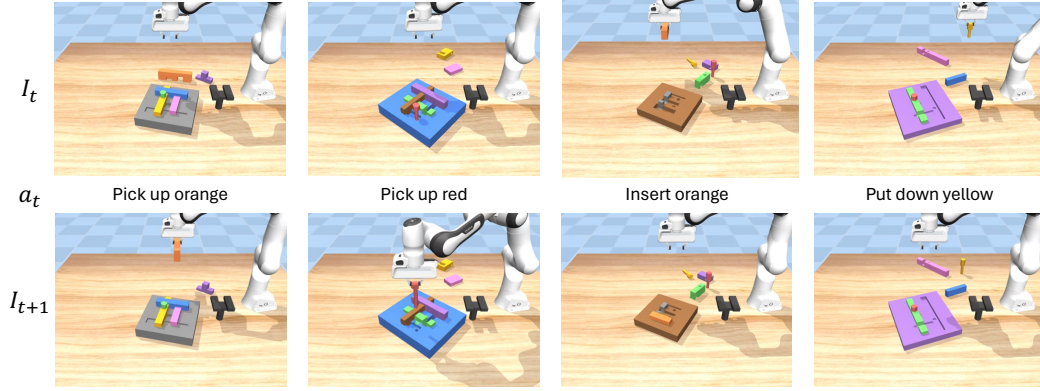 I_t
a_t
Pick up orange
Pick up red
Insert orange
Put down yellow
I_{t+1}